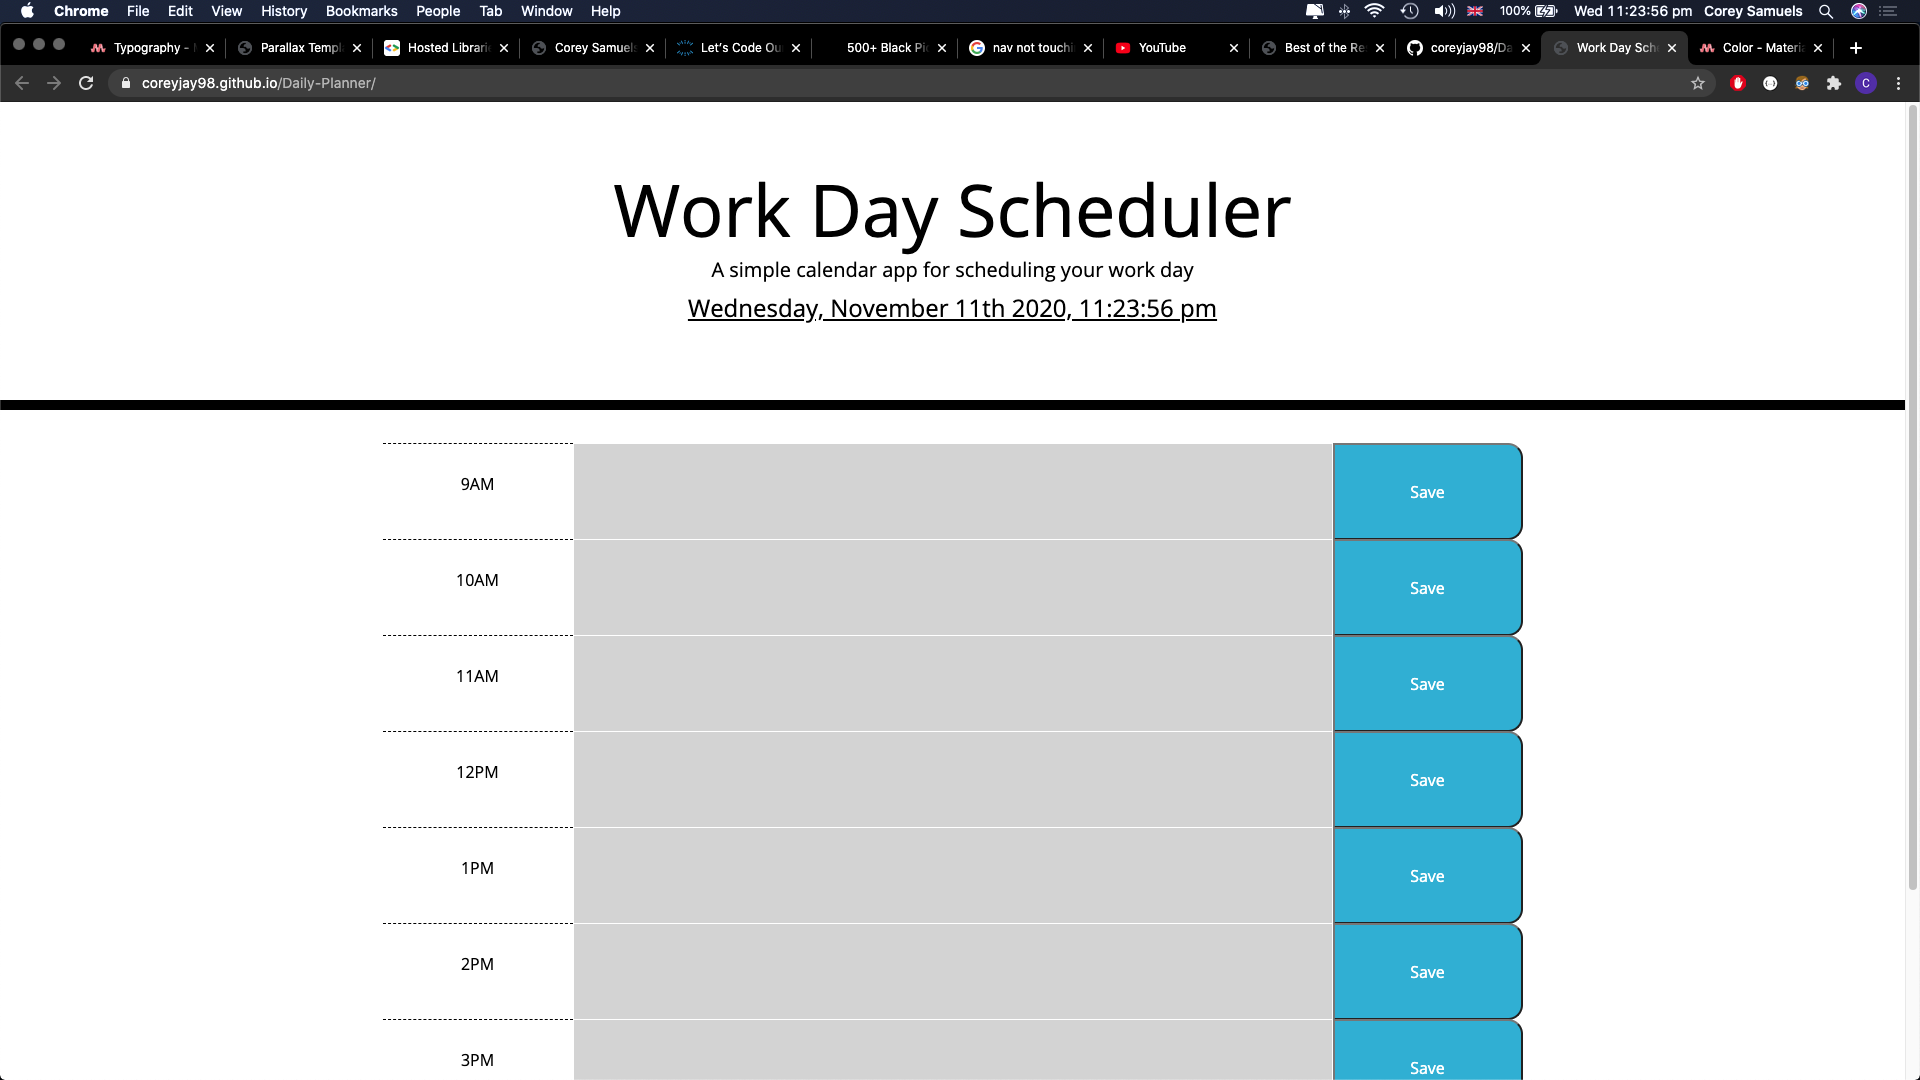 Chrome File Edit View History Bookmarks People Tab Window Help 100% Wed 11:23:56 pm Corey Samuels
Typography - Parallax Templ Hosted Librari Corey Samuels Let's Code Ou 500+ Black Pi nav not touchi YouTube Best of the Re coreyjay98/Da Work Day Sch Color - Materi
coreyjay98.github.io/Daily-Planner/ C
Work Day Scheduler
A simple calendar app for scheduling your work day
Wednesday, November 11th 2020, 11:23:56 pm
9AM Save
10AM Save
11AM Save
12PM Save
1PM Save
2PM Save
3PM Save